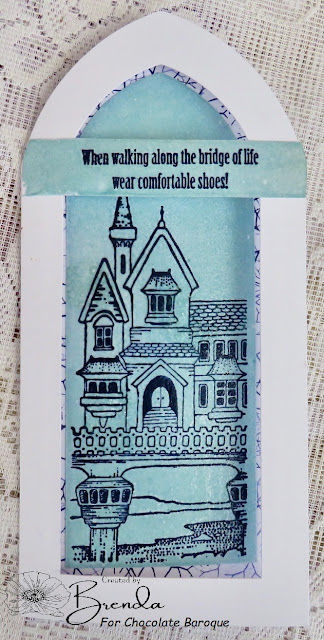 When walking along the bridge of life
wear comfortable shoes!
Created by
Brenda
For Chocolate Baroque